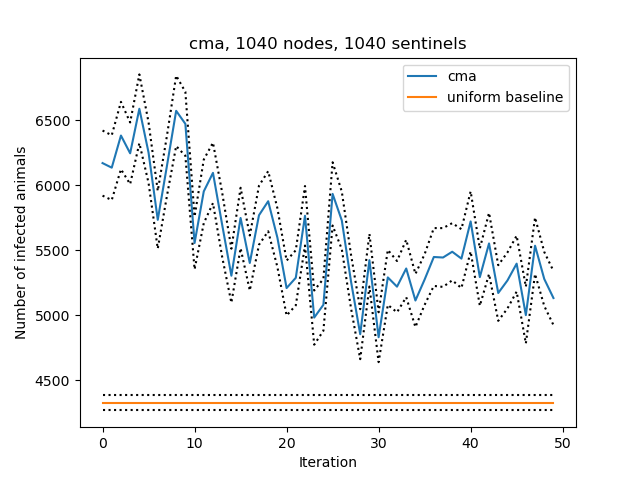 cma, 1040 nodes, 1040 sentinels
cma
uniform baseline
Number of infected animals
6500
6000
5500
5000
4500
0 10 20 30 40 50
Iteration